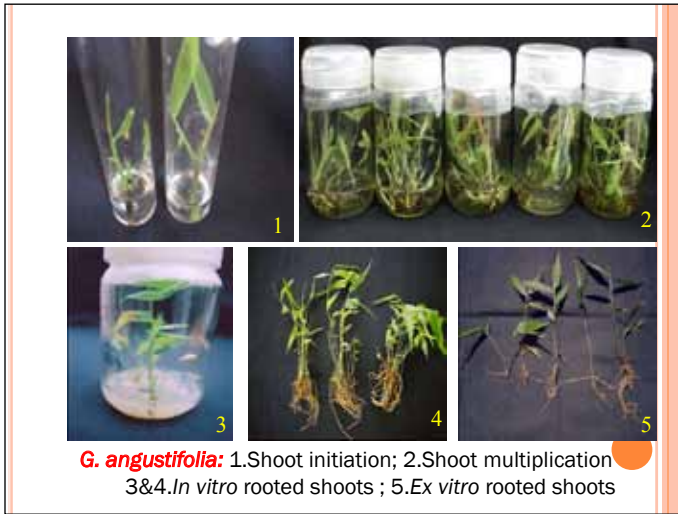 1
2
3
4
5
G. angustifolia: 1.Shoot initiation; 2.Shoot multiplication
3&4.In vitro rooted shoots ; 5.Ex vitro rooted shoots